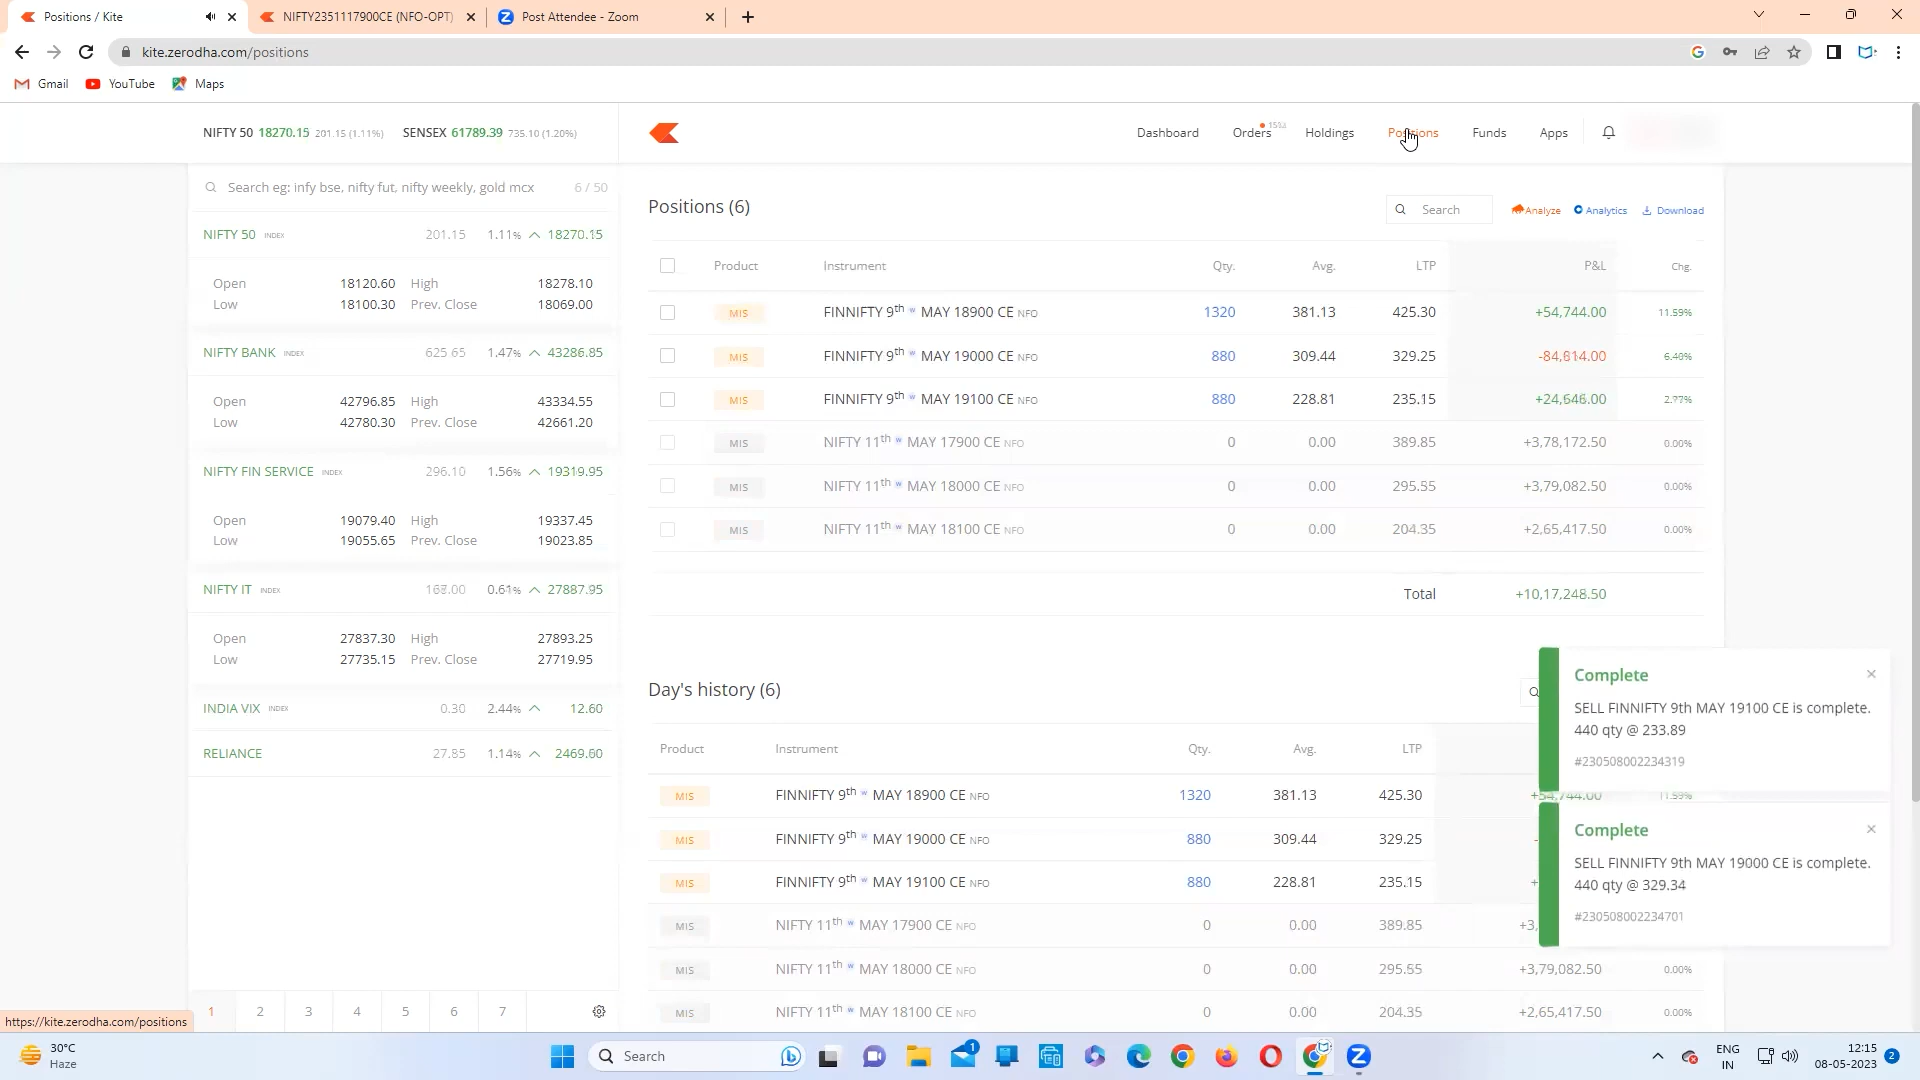 Positions / Kite
NIFTY2351117900CE (NFO-OPT)
Post Attendee - Zoom
kite.zerodha.com/positions
Gmail YouTube Maps
NIFTY 50 18270.15 201.15 (1.11%) SENSEX 61789.39 735.10 (1.20%)
Dashboard Orders Holdings Positions Funds Apps
Search eg: infy bse, nifty fut, nifty weekly, gold mcx 6 / 50
NIFTY 50 INDEX 201.15 1.11% 18270.15
Open 18120.60 High 18278.10
Low 18100.30 Prev. Close 18069.00
NIFTY BANK INDEX 625.65 1.47% 43286.85
Open 42796.85 High 43334.55
Low 42780.30 Prev. Close 42661.20
NIFTY FIN SERVICE INDEX 296.10 1.56% 19319.95
Open 19079.40 High 19337.45
Low 19055.65 Prev. Close 19023.85
NIFTY IT INDEX 0.61% 27887.95
Open 27837.30 High 27893.25
Low 27735.15 Prev. Close 27719.95
INDIA VIX INDEX 0.30 2.44% 12.60
RELIANCE 27.85 1.14% 2469.60
1 2 3 4 5 6 7
Positions (6)
Search Analyze Analytics Download
Product Instrument Qty. Avg. LTP P&L Chg.
MIS FINNIFTY 9th w MAY 18900 CE NFO 1320 381.13 425.30 +54,744.00 11.59%
MIS FINNIFTY 9th w MAY 19000 CE NFO 880 309.44 329.25 6.40%
MIS FINNIFTY 9th w MAY 19100 CE NFO 880 228.81 235.15 +24,646.00 2.77%
MIS NIFTY 11th w MAY 17900 CE NFO 0 0.00 389.85 +3,78,172.50 0.00%
MIS NIFTY 11th w MAY 18000 CE NFO 0 0.00 295.55 +3,79,082.50 0.00%
MIS NIFTY 11th w MAY 18100 CE NFO 0 0.00 204.35 +2,65,417.50 0.00%
Total +10,17,248.50
Day's history (6)
Product Instrument Qty. Avg. LTP
MIS FINNIFTY 9th w MAY 18900 CE NFO 1320 381.13 425.30 +54,744.00 11.59%
MIS FINNIFTY 9th w MAY 19000 CE NFO 880 309.44 329.25 -
MIS FINNIFTY 9th w MAY 19100 CE NFO 880 228.81 235.15 +
MIS NIFTY 11th w MAY 17900 CE NFO 0 0.00 389.85 +3,
MIS NIFTY 11th w MAY 18000 CE NFO 0 0.00 295.55 +3,79,082.50 0.00%
MIS NIFTY 11th w MAY 18100 CE NFO 0 0.00 204.35 +2,65,417.50 0.00%
Complete
SELL FINNIFTY 9th MAY 19100 CE is complete.
440 qty @ 233.89
#230508002234319
Complete
SELL FINNIFTY 9th MAY 19000 CE is complete.
440 qty @ 329.34
#230508002234701
https://kite.zerodha.com/positions
30°C
Haze
Search
1
ENG
IN
12:15
08-05-2023
2